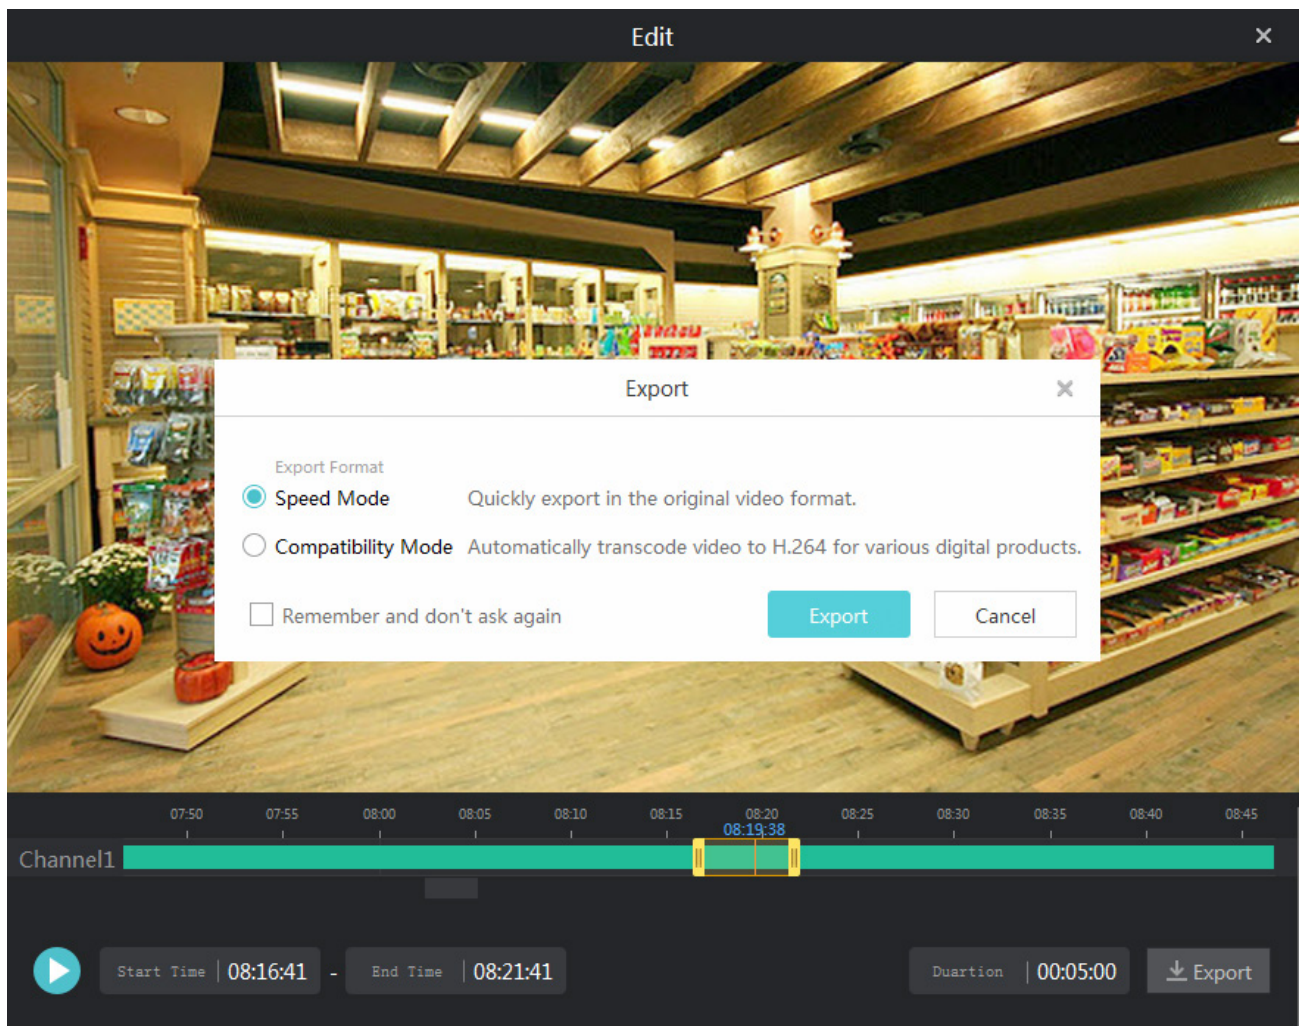 Edit
Export
Export Format
Speed Mode Quickly export in the original video format.
Compatibility Mode Automatically transcode video to H.264 for various digital products.
Remember and don't ask again Export Cancel
07:50 07:55 08:00 08:05 08:10 08:15 08:20 08:25 08:30 08:35 08:40 08:45
08:19:38
Channel1
Start Time 08:16:41 - End Time 08:21:41 Duartion 00:05:00 Export